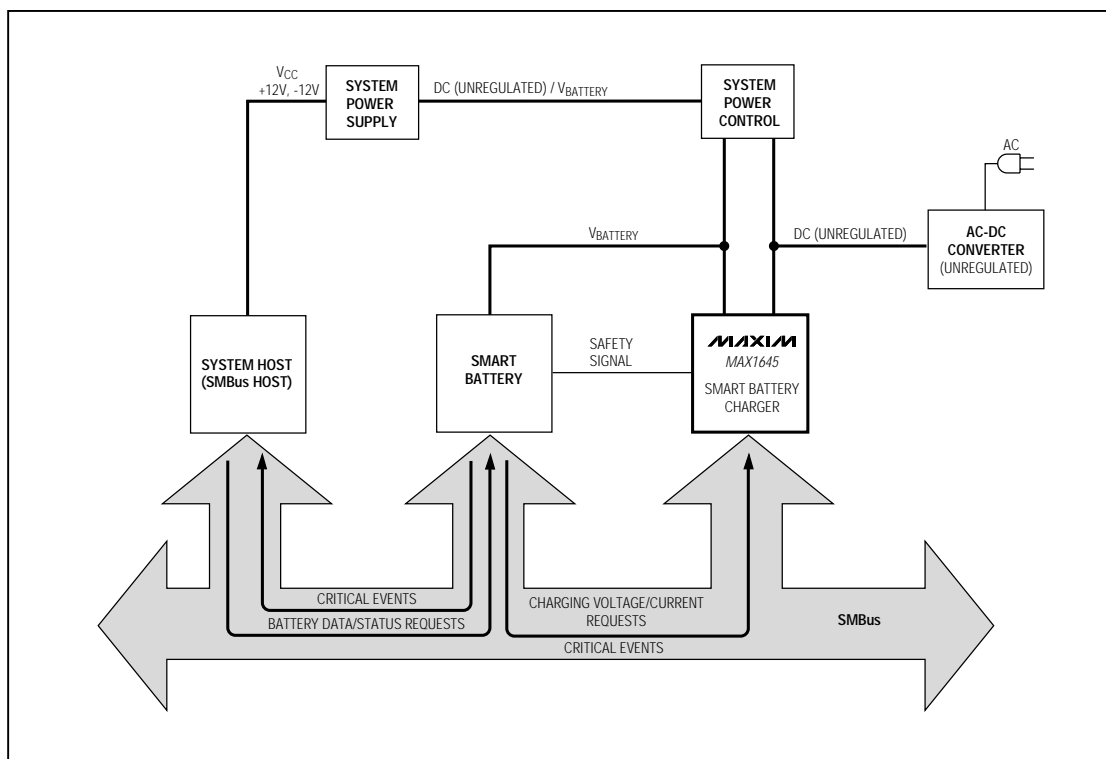 VCC
+12V, -12V
SYSTEM
POWER
SUPPLY
DC (UNREGULATED) / VBATTERY
SYSTEM
POWER
CONTROL
AC
AC-DC
CONVERTER
(UNREGULATED)
DC (UNREGULATED)
VBATTERY
SYSTEM HOST
(SMBus HOST)
SMART
BATTERY
SAFETY
SIGNAL
MAXIM
MAX1645
SMART BATTERY
CHARGER
CRITICAL EVENTS
BATTERY DATA/STATUS REQUESTS
CHARGING VOLTAGE/CURRENT
REQUESTS
CRITICAL EVENTS
SMBus